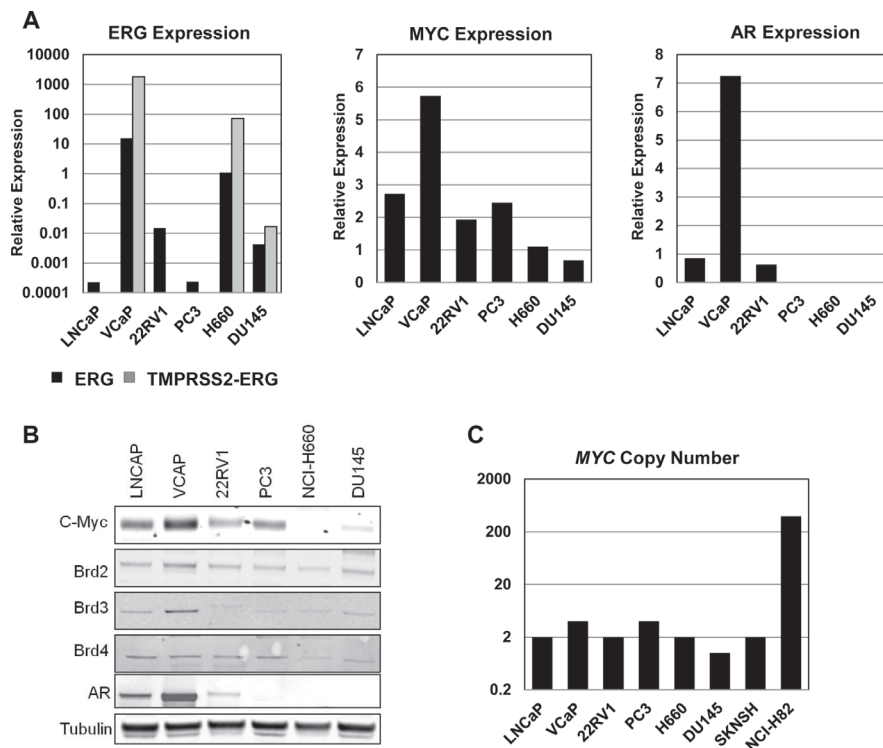 A
ERG Expression
Relative Expression
10000
1000
100
10
1
0.1
0.01
0.001
0.0001
LNCaP
VCaP
22RV1
PC3
H660
DU145
ERG
TMPRSS2-ERG
MYC Expression
Relative Expression
7
6
5
4
3
2
1
0
LNCaP
VCaP
22RV1
PC3
H660
DU145
AR Expression
Relative Expression
8
7
6
5
4
3
2
1
0
LNCaP
VCaP
22RV1
PC3
H660
DU145
B
LNCAP
VCAP
22RV1
PC3
NCI-H660
DU145
C-Myc
Brd2
Brd3
Brd4
AR
Tubulin
C
MYC Copy Number
2000
200
20
2
0.2
LNCaP
VCaP
22RV1
PC3
H660
DU145
SKNSH
NCI-H82